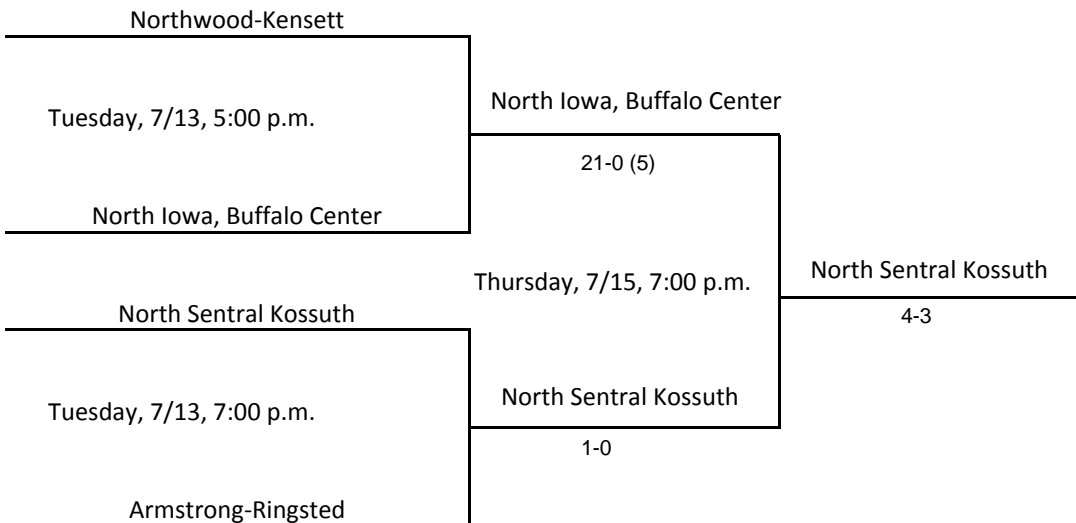 Northwood-Kensett
Tuesday, 7/13, 5:00 p.m.
North Iowa, Buffalo Center
21-0 (5)
North Iowa, Buffalo Center
Thursday, 7/15, 7:00 p.m.
North Sentral Kossuth
4-3
North Sentral Kossuth
Tuesday, 7/13, 7:00 p.m.
North Sentral Kossuth
1-0
Armstrong-Ringsted